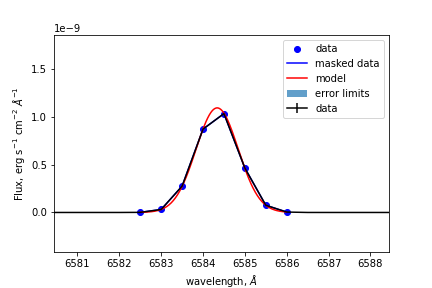 1e−9
data
masked data
model
error limits
data
1.5
1.0
0.5
0.0
Flux, erg s⁻¹ cm⁻² Å⁻¹
6581 6582 6583 6584 6585 6586 6587 6588
wavelength, Å